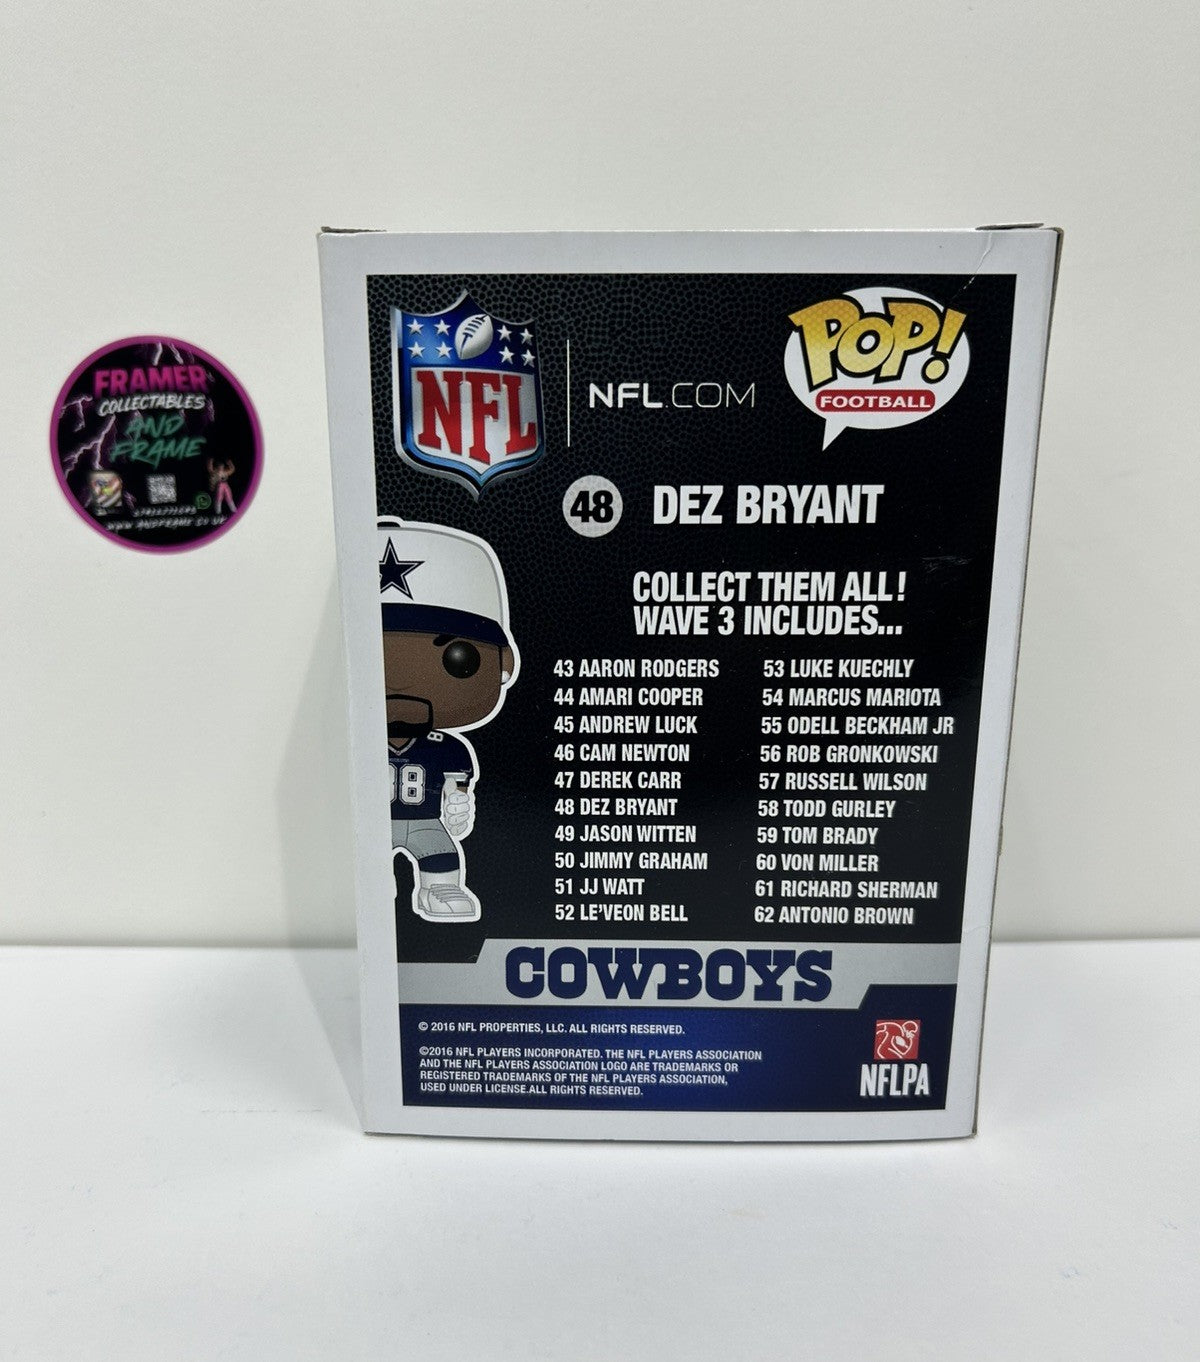 FRAMER
COLLECTABLES
AND
FRAME
WWW.ANDFRAME.CO.UK
NFL
NFL.COM
POP!
FOOTBALL
48 DEZ BRYANT
COLLECT THEM ALL!
WAVE 3 INCLUDES...
43 AARON RODGERS
44 AMARI COOPER
45 ANDREW LUCK
46 CAM NEWTON
47 DEREK CARR
48 DEZ BRYANT
49 JASON WITTEN
50 JIMMY GRAHAM
51 JJ WATT
52 LE'VEON BELL
53 LUKE KUECHLY
54 MARCUS MARIOTA
55 ODELL BECKHAM JR
56 ROB GRONKOWSKI
57 RUSSELL WILSON
58 TODD GURLEY
59 TOM BRADY
60 VON MILLER
61 RICHARD SHERMAN
62 ANTONIO BROWN
88
COWBOYS
© 2016 NFL PROPERTIES, LLC. ALL RIGHTS RESERVED.
©2016 NFL PLAYERS INCORPORATED. THE NFL PLAYERS ASSOCIATION
AND THE NFL PLAYERS ASSOCIATION LOGO ARE TRADEMARKS OR
REGISTERED TRADEMARKS OF THE NFL PLAYERS ASSOCIATION,
USED UNDER LICENSE.ALL RIGHTS RESERVED.
NFLPA